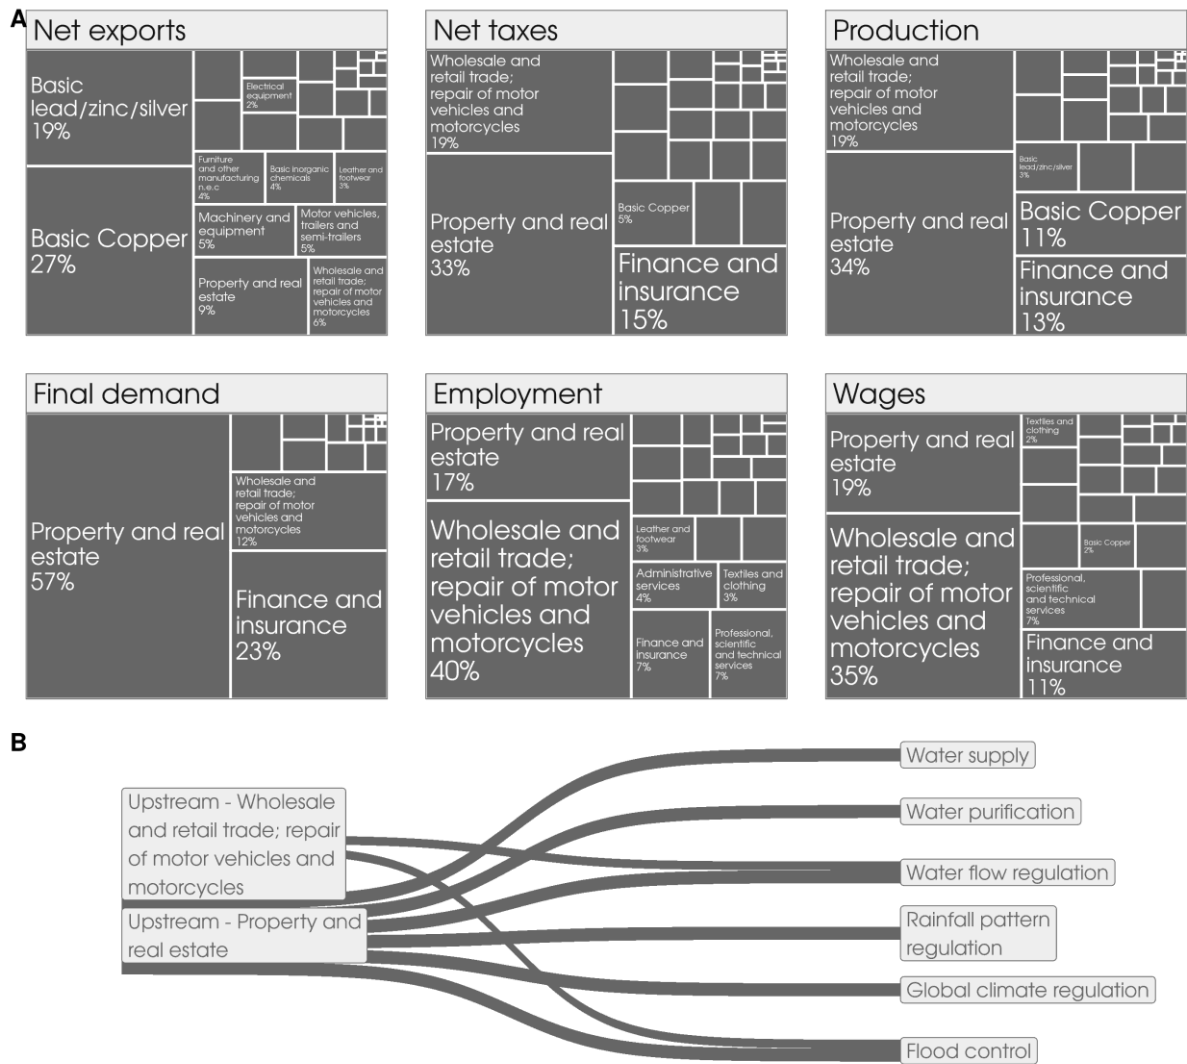 A
Net exports
Basic
lead/zinc/silver
19%
Basic Copper
27%
Electrical
equipment
2%
Furniture
and other
manufacturing
n.e.c
4%
Basic inorganic
chemicals
4%
Leather and
footwear
3%
Machinery and
equipment
5%
Motor vehicles,
trailers and
semi-trailers
5%
Property and real
estate
9%
Wholesale and
retail trade;
repair of motor
vehicles and
motorcycles
6%
Net taxes
Wholesale and
retail trade;
repair of motor
vehicles and
motorcycles
19%
Property and real
estate
33%
Basic Copper
5%
Finance and
insurance
15%
Production
Wholesale and
retail trade;
repair of motor
vehicles and
motorcycles
19%
Property and real
estate
34%
Basic
lead/zinc/silver
3%
Basic Copper
11%
Finance and
insurance
13%
Final demand
Property and real
estate
57%
Wholesale and
retail trade;
repair of motor
vehicles and
motorcycles
12%
Finance and
insurance
23%
Employment
Property and real
estate
17%
Wholesale and
retail trade;
repair of motor
vehicles and
motorcycles
40%
Leather and
footwear
3%
Administrative
services
4%
Textiles and
clothing
3%
Finance and
insurance
7%
Professional,
scientific
and technical
services
7%
Wages
Property and real
estate
19%
Wholesale and
retail trade;
repair of motor
vehicles and
motorcycles
35%
Textiles and
clothing
2%
Basic Copper
2%
Professional,
scientific
and technical
services
7%
Finance and
insurance
11%
B
Upstream - Wholesale
and retail trade; repair
of motor vehicles and
motorcycles
Upstream - Property and
real estate
Water supply
Water purification
Water flow regulation
Rainfall pattern
regulation
Global climate regulation
Flood control